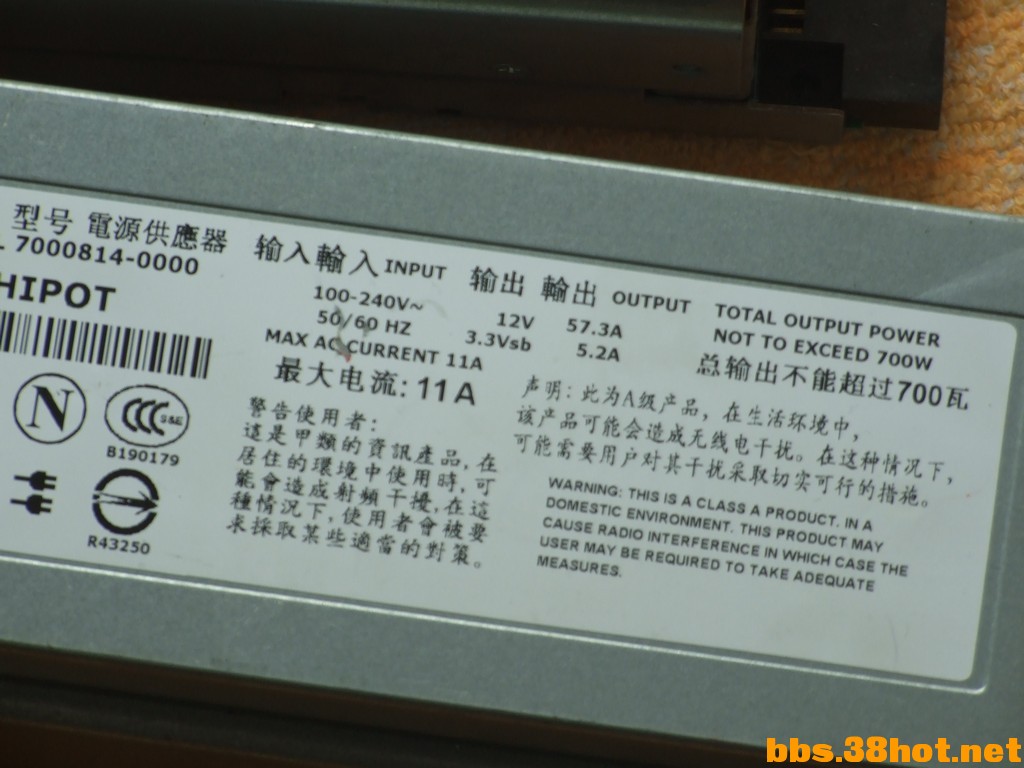 型号 電源供應器
7000814-0000
HIPOT
N
CCC S&E
B190179
R43250
输入 輸入 INPUT
100-240V~
50/60 HZ
MAX AC CURRENT 11A
最大电流: 11A
输出 輸出 OUTPUT
12V 57.3A
3.3Vsb 5.2A
TOTAL OUTPUT POWER
NOT TO EXCEED 700W
总输出不能超过700瓦
警告使用者:
這是甲類的資訊產品, 在
居住的環境中使用時, 可
能會造成射頻干擾, 在這
種情況下, 使用者會被要
求採取某些適當的對策。
声明: 此为A级产品, 在生活环境中,
该产品可能会造成无线电干扰。在这种情况下,
可能需要用户对其干扰采取切实可行的措施。
WARNING: THIS IS A CLASS A PRODUCT. IN A
DOMESTIC ENVIRONMENT. THIS PRODUCT MAY
CAUSE RADIO INTERFERENCE IN WHICH CASE THE
USER MAY BE REQUIRED TO TAKE ADEQUATE
MEASURES.
bbs.38hot.net